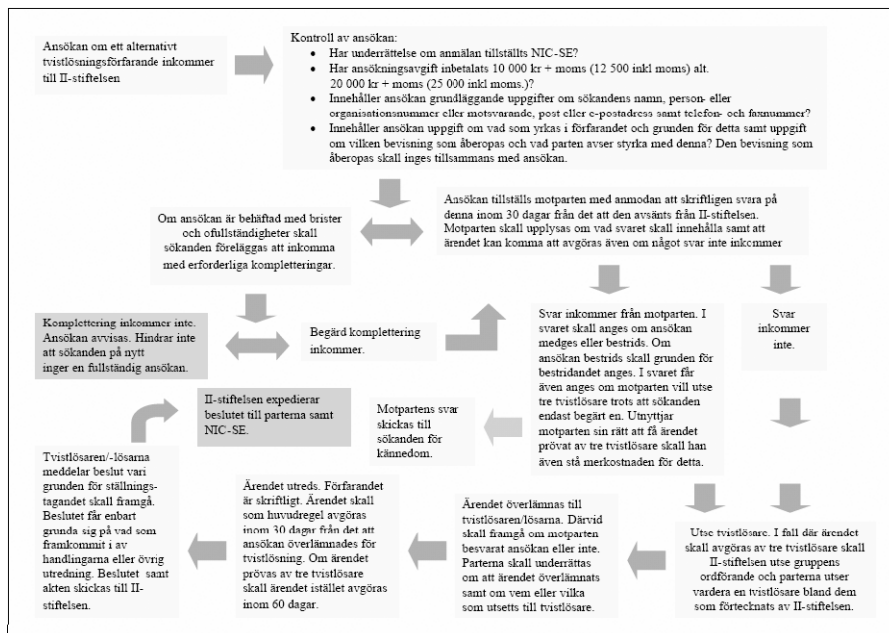 Ansökan om ett alternativt
tvistlösningsförfarande inkommer
till II-stiftelsen
Kontroll av ansökan:
• Har underrättelse om anmälan tillställts NIC-SE?
• Har ansökningsavgift inbetalats 10 000 kr + moms (12 500 inkl moms) alt.
20 000 kr + moms (25 000 inkl moms.)?
• Innehåller ansökan grundläggande uppgifter om sökandens namn, person- eller
organisationsnummer eller motsvarande, post eller e-postadress samt telefon- och faxnummer?
• Innehåller ansökan uppgift om vad som yrkas i förfarandet och grunden för detta samt uppgift
om vilken bevisning som åberopas och vad parten avser styrka med denna? Den bevisning som
åberopas skall inges tillsammans med ansökan.
Om ansökan är behäftad med brister
och ofullständigheter skall
sökanden föreläggas att inkomma
med erforderliga kompletteringar.
Ansökan tillställs motparten med anmodan att skriftligen svara på
denna inom 30 dagar från det att den avsänts från II-stiftelsen.
Motparten skall upplysas om vad svaret skall innehålla samt att
ärendet kan komma att avgöras även om något svar inte inkommer
Komplettering inkommer inte.
Ansökan avvisas. Hindrar inte
att sökanden på nytt
inger en fullständig ansökan.
Begärd komplettering
inkommer.
Svar inkommer från motparten. I
svaret skall anges om ansökan
medges eller bestrids. Om
ansökan bestrids skall grunden för
bestridandet anges. I svaret får
även anges om motparten vill utse
tre tvistlösare trots att sökanden
endast begärt en. Utnyttjar
motparten sin rätt att få ärendet
prövat av tre tvistlösare skall han
även stå merkostnaden för detta.
Svar
inkommer
inte.
II-stiftelsen expedierar
beslutet till parterna samt
NIC-SE.
Motpartens svar
skickas till
sökanden för
kännedom.
Tvistlösaren/-lösarna
meddelar beslut vari
grunden för ställnings-
tagandet skall framgå.
Beslutet får enbart
grunda sig på vad som
framkommit i av
handlingarna eller övrig
utredning. Beslutet samt
akten skickas till II-
stiftelsen.
Ärendet utreds. Förfarandet
är skriftligt. Ärendet skall
som huvudregel avgöras
inom 30 dagar från det att
ansökan överlämnades för
tvistlösning. Om ärendet
prövas av tre tvistlösare
skall ärendet istället avgöras
inom 60 dagar.
Ärendet överlämnas till
tvistlösaren/lösarna. Därvid
skall framgå om motparten
besvarat ansökan eller inte.
Parterna skall underrättas
om att ärendet överlämnats
samt om vem eller vilka
som utsetts till tvistlösare.
Utse tvistlösare. I fall där ärendet
skall avgöras av tre tvistlösare skall
II-stiftelsen utse gruppens
ordförande och parterna utser
vardera en tvistlösare bland dem
som förtecknats av II-stiftelsen.